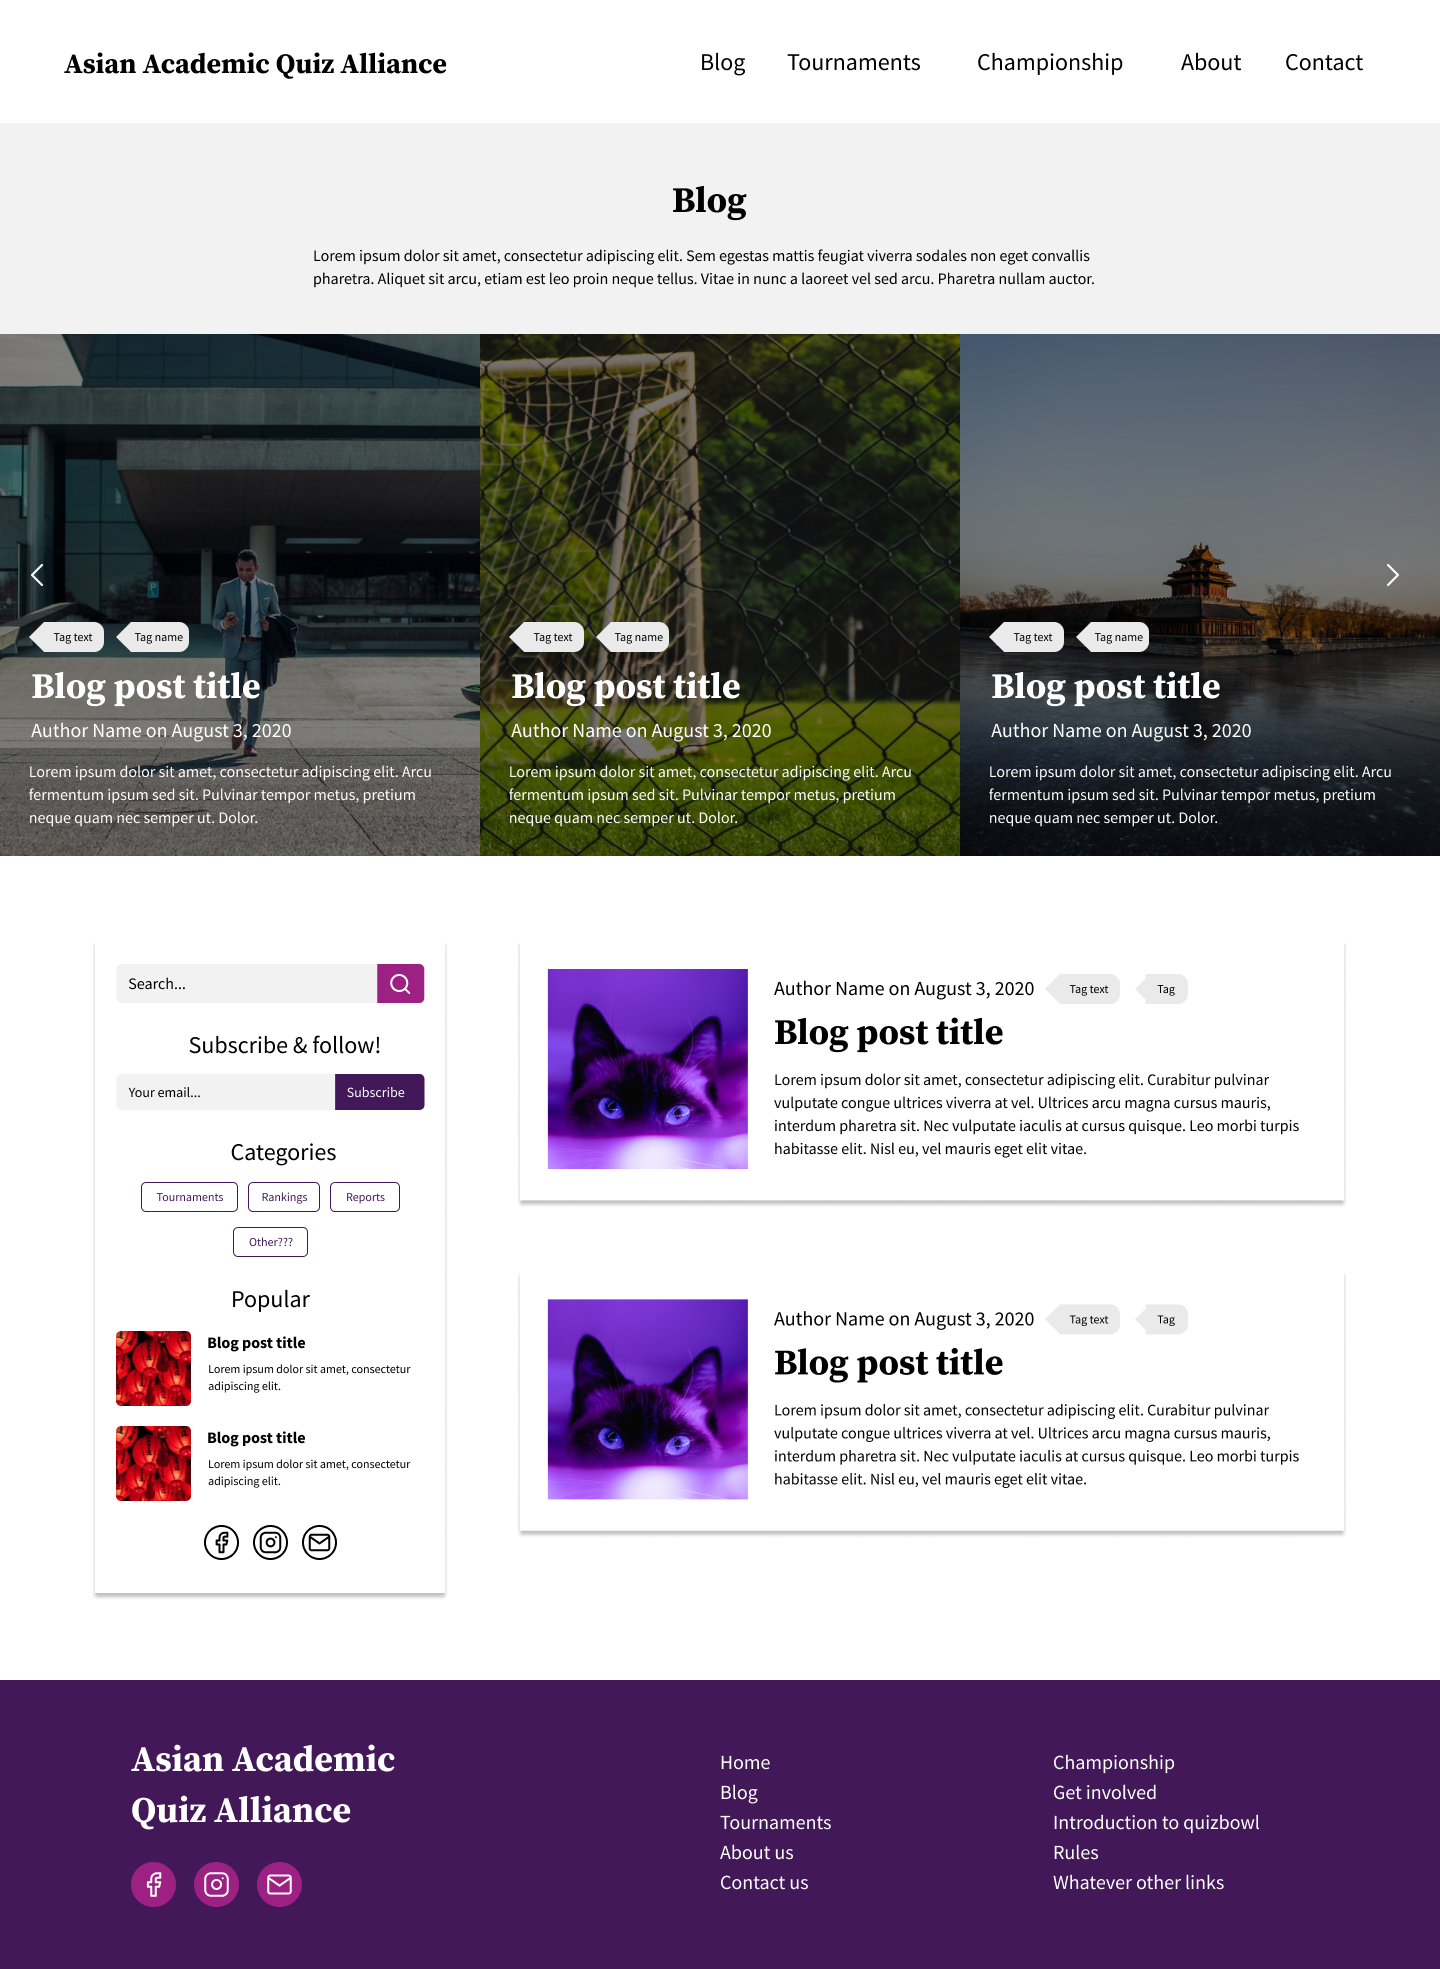 Asian Academic Quiz Alliance
Blog Tournaments Championship About Contact
Blog
Lorem ipsum dolor sit amet, consectetur adipiscing elit. Sem egestas mattis feugiat viverra sodales non eget convallis
pharetra. Aliquet sit arcu, etiam est leo proin neque tellus. Vitae in nunc a laoreet vel sed arcu. Pharetra nullam auctor.
Tag text Tag name
Blog post title
Author Name on August 3, 2020
Lorem ipsum dolor sit amet, consectetur adipiscing elit. Arcu
fermentum ipsum sed sit. Pulvinar tempor metus, pretium
neque quam nec semper ut. Dolor.
Tag text Tag name
Blog post title
Author Name on August 3, 2020
Lorem ipsum dolor sit amet, consectetur adipiscing elit. Arcu
fermentum ipsum sed sit. Pulvinar tempor metus, pretium
neque quam nec semper ut. Dolor.
Tag text Tag name
Blog post title
Author Name on August 3, 2020
Lorem ipsum dolor sit amet, consectetur adipiscing elit. Arcu
fermentum ipsum sed sit. Pulvinar tempor metus, pretium
neque quam nec semper ut. Dolor.
Search...
Subscribe & follow!
Your email... Subscribe
Categories
Tournaments Rankings Reports
Other???
Popular
Blog post title
Lorem ipsum dolor sit amet, consectetur
adipiscing elit.
Blog post title
Lorem ipsum dolor sit amet, consectetur
adipiscing elit.
Author Name on August 3, 2020 Tag text Tag
Blog post title
Lorem ipsum dolor sit amet, consectetur adipiscing elit. Curabitur pulvinar
vulputate congue ultrices viverra at vel. Ultrices arcu magna cursus mauris,
interdum pharetra sit. Nec vulputate iaculis at cursus quisque. Leo morbi turpis
habitasse elit. Nisl eu, vel mauris eget elit vitae.
Author Name on August 3, 2020 Tag text Tag
Blog post title
Lorem ipsum dolor sit amet, consectetur adipiscing elit. Curabitur pulvinar
vulputate congue ultrices viverra at vel. Ultrices arcu magna cursus mauris,
interdum pharetra sit. Nec vulputate iaculis at cursus quisque. Leo morbi turpis
habitasse elit. Nisl eu, vel mauris eget elit vitae.
Asian Academic
Quiz Alliance
Home
Blog
Tournaments
About us
Contact us
Championship
Get involved
Introduction to quizbowl
Rules
Whatever other links